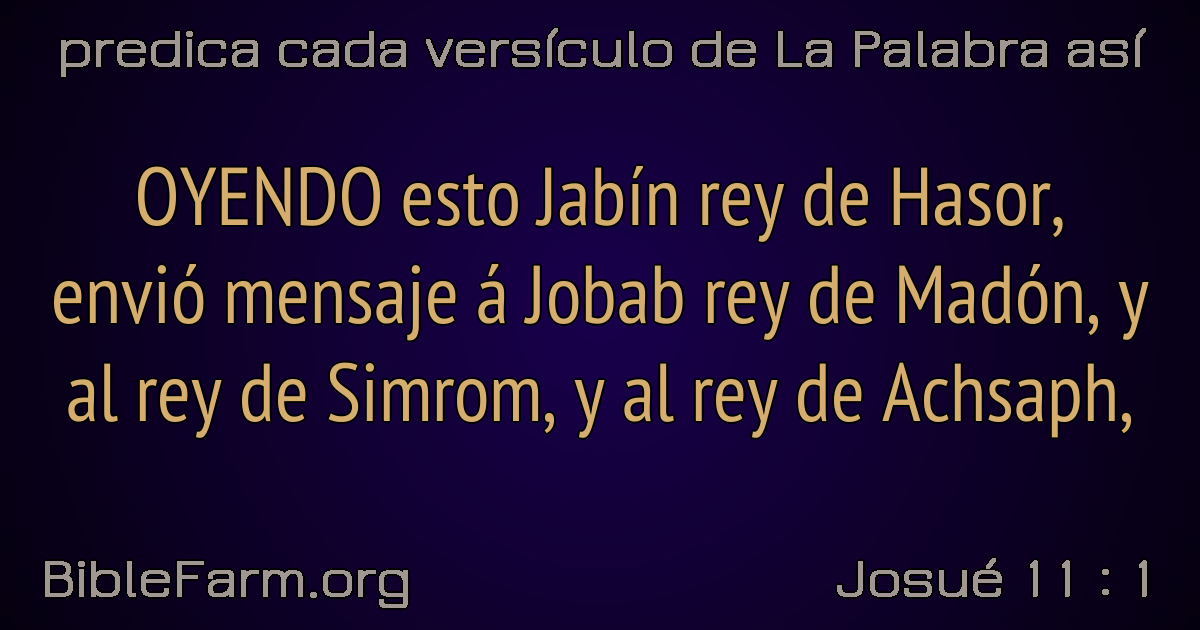 predica cada versículo de La Palabra así
OYENDO esto Jabín rey de Hasor,
envió mensaje á Jobab rey de Madón, y
al rey de Simrom, y al rey de Achsaph,
BibleFarm.org
Josué 11 : 1